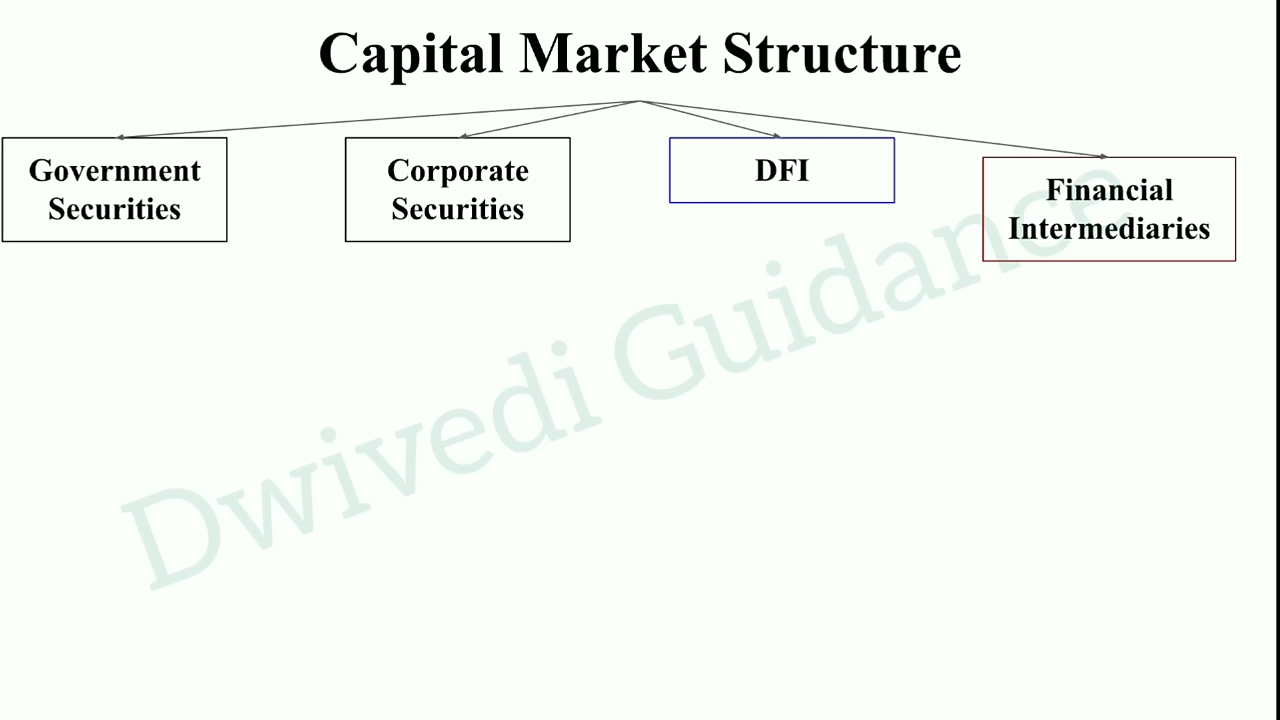 Capital Market Structure
Government
Securities
Corporate
Securities
DFI
Financial
Intermediaries
Dwivedi Guidance